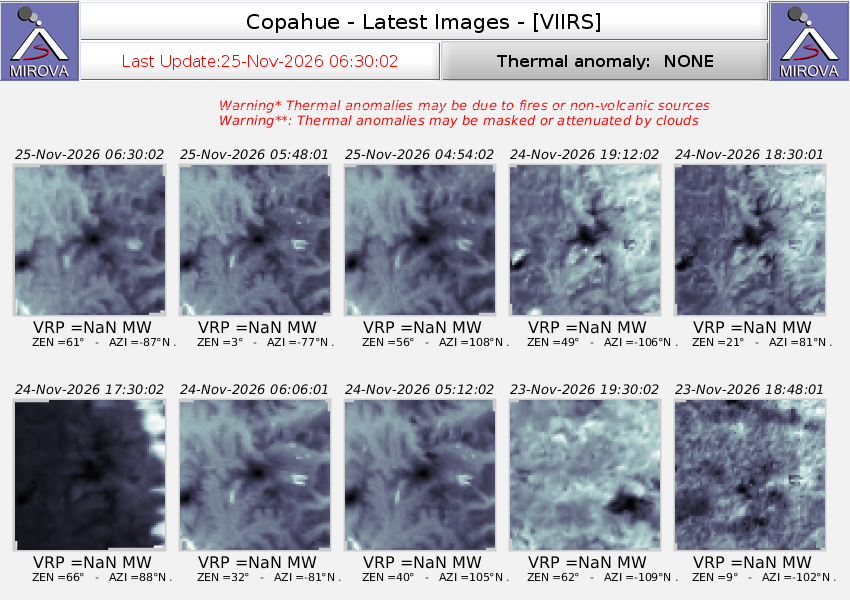 Copahue - Latest Images - [VIIRS]
MIROVA
Last Update:25-Nov-2026 06:30:02
Thermal anomaly: NONE
MIROVA
Warning* Thermal anomalies may be due to fires or non-volcanic sources
Warning**: Thermal anomalies may be masked or attenuated by clouds
25-Nov-2026 06:30:02 25-Nov-2026 05:48:01 25-Nov-2026 04:54:02 24-Nov-2026 19:12:02 24-Nov-2026 18:30:01
VRP =NaN MW VRP =NaN MW VRP =NaN MW VRP =NaN MW VRP =NaN MW
ZEN =61° - AZI =-87°N . ZEN =3° - AZI =-77°N . ZEN =56° - AZI =108°N . ZEN =49° - AZI =-106°N . ZEN =21° - AZI =81°N .
24-Nov-2026 17:30:02 24-Nov-2026 06:06:01 24-Nov-2026 05:12:02 23-Nov-2026 19:30:02 23-Nov-2026 18:48:01
VRP =NaN MW VRP =NaN MW VRP =NaN MW VRP =NaN MW VRP =NaN MW
ZEN =66° - AZI =88°N . ZEN =32° - AZI =-81°N . ZEN =40° - AZI =105°N . ZEN =62° - AZI =-109°N . ZEN =9° - AZI =-102°N .